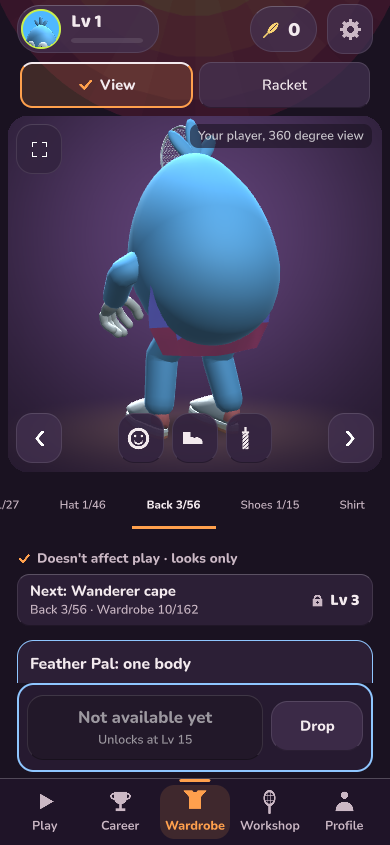 Lv 1
0
View
Racket
Your player, 360 degree view
/27
Hat 1/46
Back 3/56
Shoes 1/15
Shirt
Doesn't affect play · looks only
Next: Wanderer cape
Back 3/56 · Wardrobe 10/162
Lv 3
Feather Pal: one body
Not available yet
Unlocks at Lv 15
Drop
Play
Career
Wardrobe
Workshop
Profile